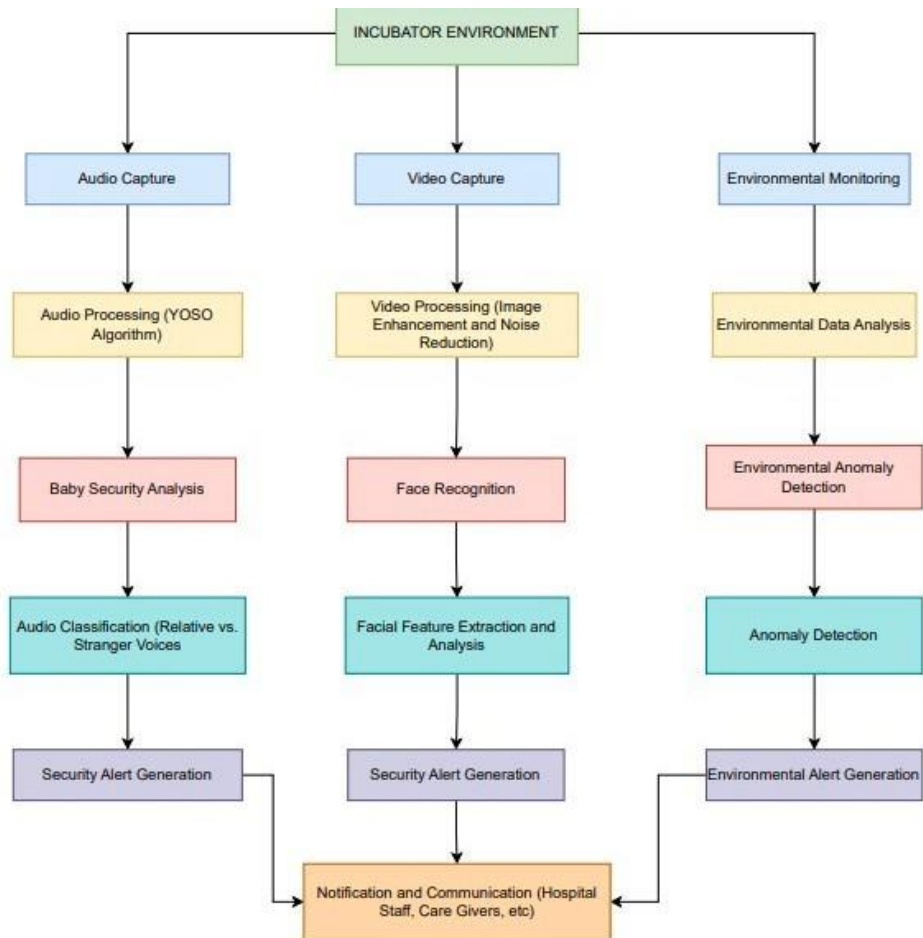 INCUBATOR ENVIRONMENT
Audio Capture
Video Capture
Environmental Monitoring
Audio Processing (YOSO
Algorithm)
Video Processing (Image
Enhancement and Noise
Reduction)
Environmental Data Analysis
Baby Security Analysis
Face Recognition
Environmental Anomaly
Detection
Audio Classification (Relative vs.
Stranger Voices
Facial Feature Extraction and
Analysis
Anomaly Detection
Security Alert Generation
Security Alert Generation
Environmental Alert Generation
Notification and Communication (Hospital
Staff, Care Givers, etc)